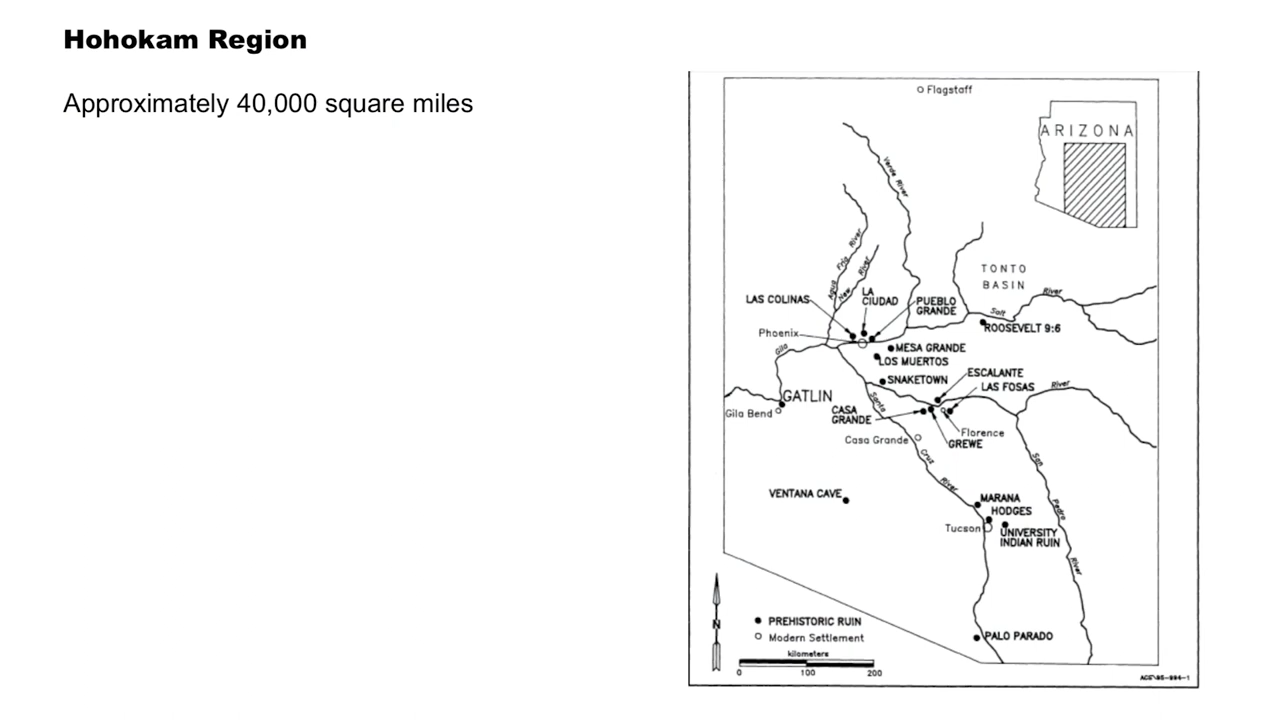 Hohokam Region
Approximately 40,000 square miles
Flagstaff
ARIZONA
Verde River
Agua Fria River
New River
TONTO
BASIN
LAS COLINAS
LA
CIUDAD
PUEBLO
GRANDE
Salt River
ROOSEVELT 9:6
Phoenix
Gila
MESA GRANDE
LOS MUERTOS
SNAKETOWN
ESCALANTE
LAS FOSAS
River
GATLIN
Gila Bend
Santa Cruz River
CASA
GRANDE
Florence
GREWE
Casa Grande
San Pedro River
VENTANA CAVE
MARANA
HODGES
Tucson
UNIVERSITY
INDIAN RUIN
N
PREHISTORIC RUIN
Modern Settlement
PALO PARADO
kilometers
0 100 200